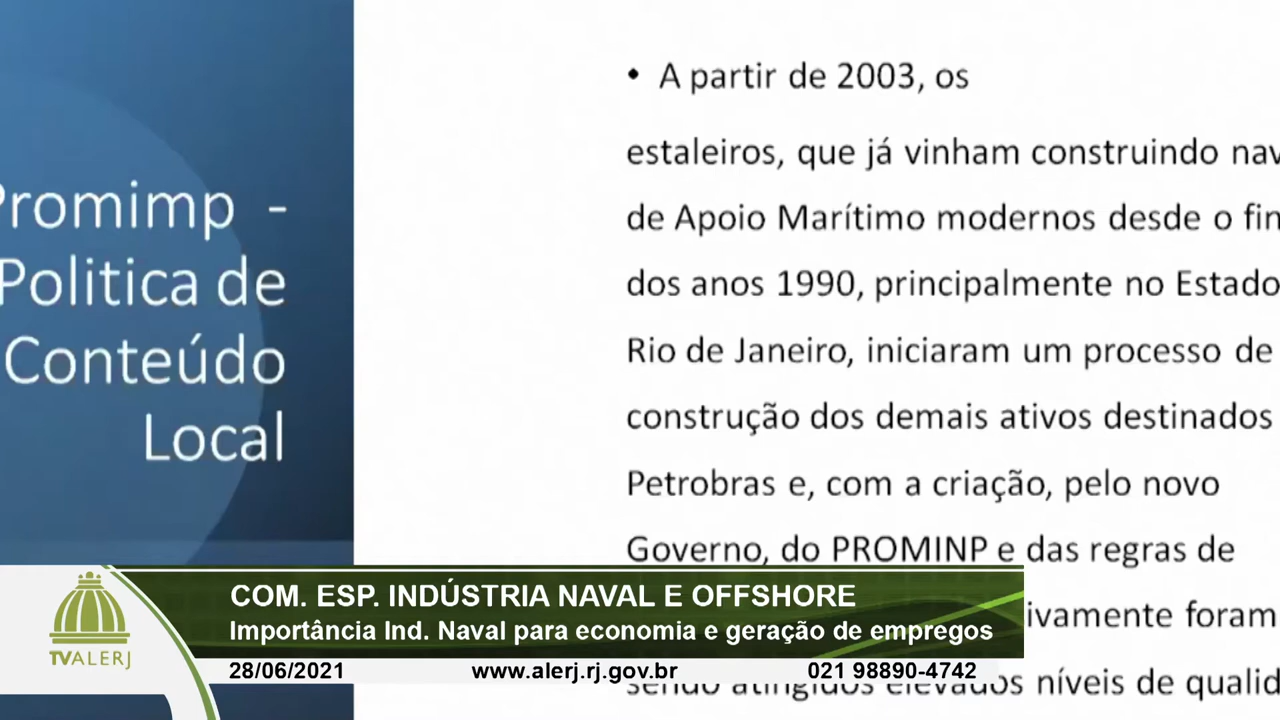 Promimp -
Politica de
Conteúdo
Local
• A partir de 2003, os
estaleiros, que já vinham construindo nav
de Apoio Marítimo modernos desde o fin
dos anos 1990, principalmente no Estado
Rio de Janeiro, iniciaram um processo de
construção dos demais ativos destinados
Petrobras e, com a criação, pelo novo
Governo, do PROMINP e das regras de
ivamente foram
sendo atingidos elevados níveis de qualid
COM. ESP. INDÚSTRIA NAVAL E OFFSHORE
Importância Ind. Naval para economia e geração de empregos
TVALERJ
28/06/2021 www.alerj.rj.gov.br 021 98890-4742